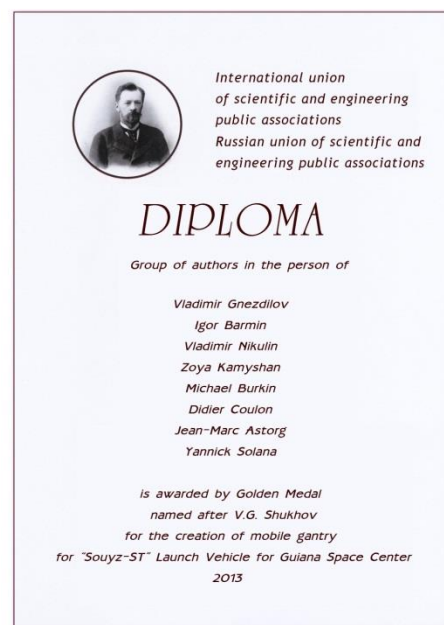 International union
of scientific and engineering
public associations
Russian union of scientific and
engineering public associations
DIPLOMA
Group of authors in the person of
Vladimir Gnezdilov
Igor Barmin
Vladimir Nikulin
Zoya Kamyshan
Michael Burkin
Didier Coulon
Jean-Marc Astorg
Yannick Solana
is awarded by Golden Medal
named after V.G. Shukhov
for the creation of mobile gantry
for "Souyz-ST" Launch Vehicle for Guiana Space Center
2013